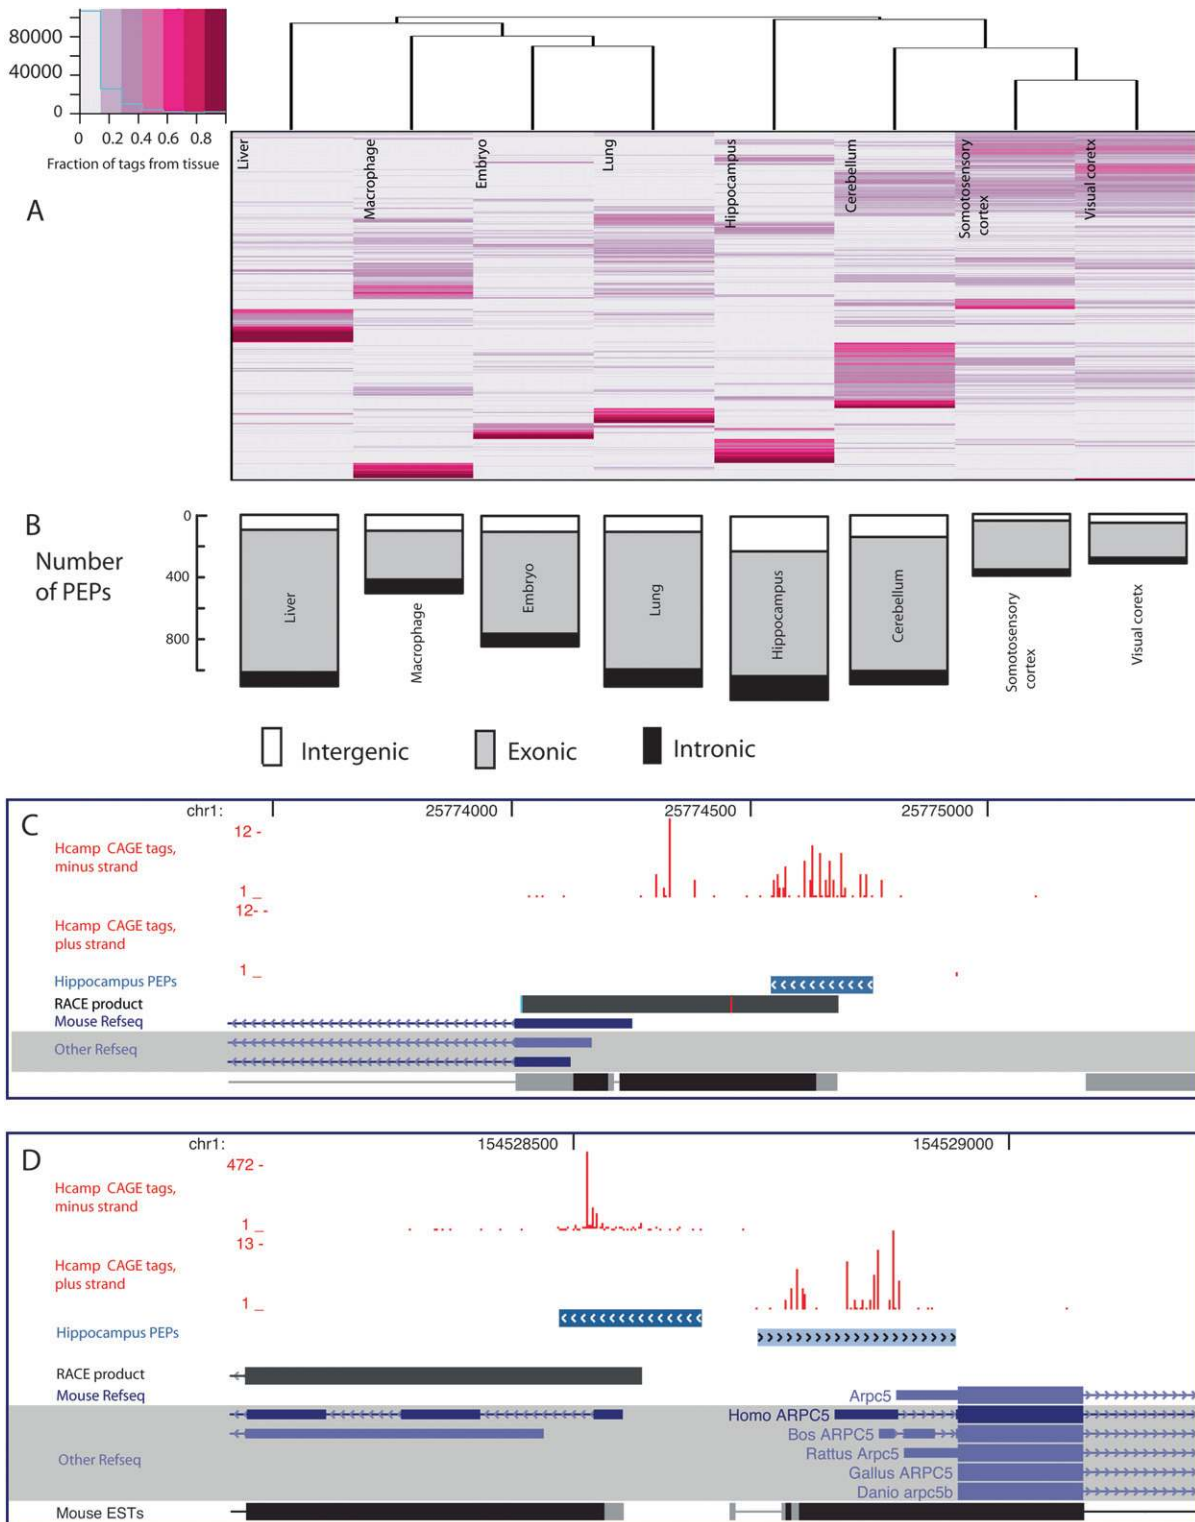 80000
40000
0
0 0.2 0.4 0.6 0.8
Fraction of tags from tissue
A
Liver
Macrophage
Embryo
Lung
Hippocampus
Cerebellum
Somotosensory
cortex
Visual coretx
B
Number
of PEPs
0
400
800
Liver
Macrophage
Embryo
Lung
Hippocampus
Cerebellum
Somotosensory
cortex
Visual coretx
Intergenic
Exonic
Intronic
C
chr1: 25774000 25774500 25775000
Hcamp CAGE tags,
minus strand
12 -
1 _
Hcamp CAGE tags,
plus strand
12- -
1 _
Hippocampus PEPs
RACE product
Mouse Refseq
Other Refseq
D
chr1: 154528500 154529000
Hcamp CAGE tags,
minus strand
472 -
1 _
Hcamp CAGE tags,
plus strand
13 -
1 _
Hippocampus PEPs
RACE product
Mouse Refseq
Arpc5
Homo ARPC5
Bos ARPC5
Rattus Arpc5
Other Refseq
Gallus ARPC5
Danio arpc5b
Mouse ESTs